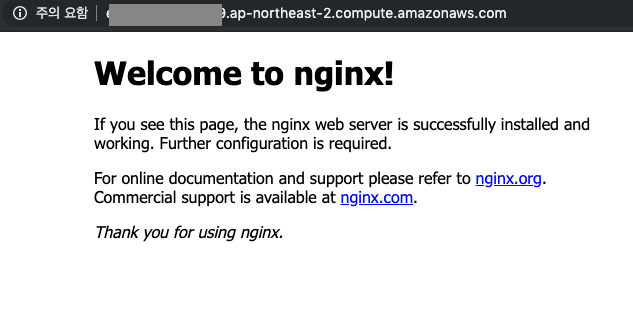 주의 요함 9.ap-northeast-2.compute.amazonaws.com
Welcome to nginx!
If you see this page, the nginx web server is successfully installed and
working. Further configuration is required.
For online documentation and support please refer to nginx.org.
Commercial support is available at nginx.com.
Thank you for using nginx.